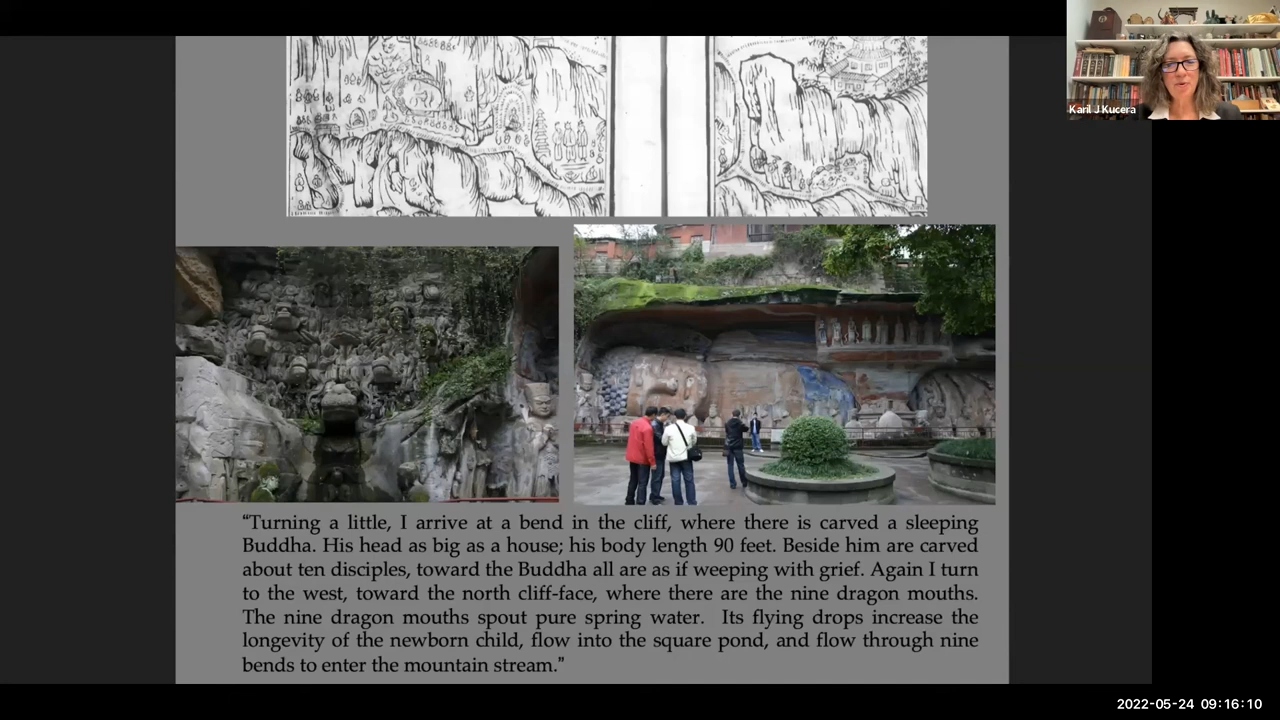 Karil J Kucera
“Turning a little, I arrive at a bend in the cliff, where there is carved a sleeping
Buddha. His head as big as a house; his body length 90 feet. Beside him are carved
about ten disciples, toward the Buddha all are as if weeping with grief. Again I turn
to the west, toward the north cliff-face, where there are the nine dragon mouths.
The nine dragon mouths spout pure spring water.  Its flying drops increase the
longevity of the newborn child, flow into the square pond, and flow through nine
bends to enter the mountain stream.”
2022-05-24 09:16:10